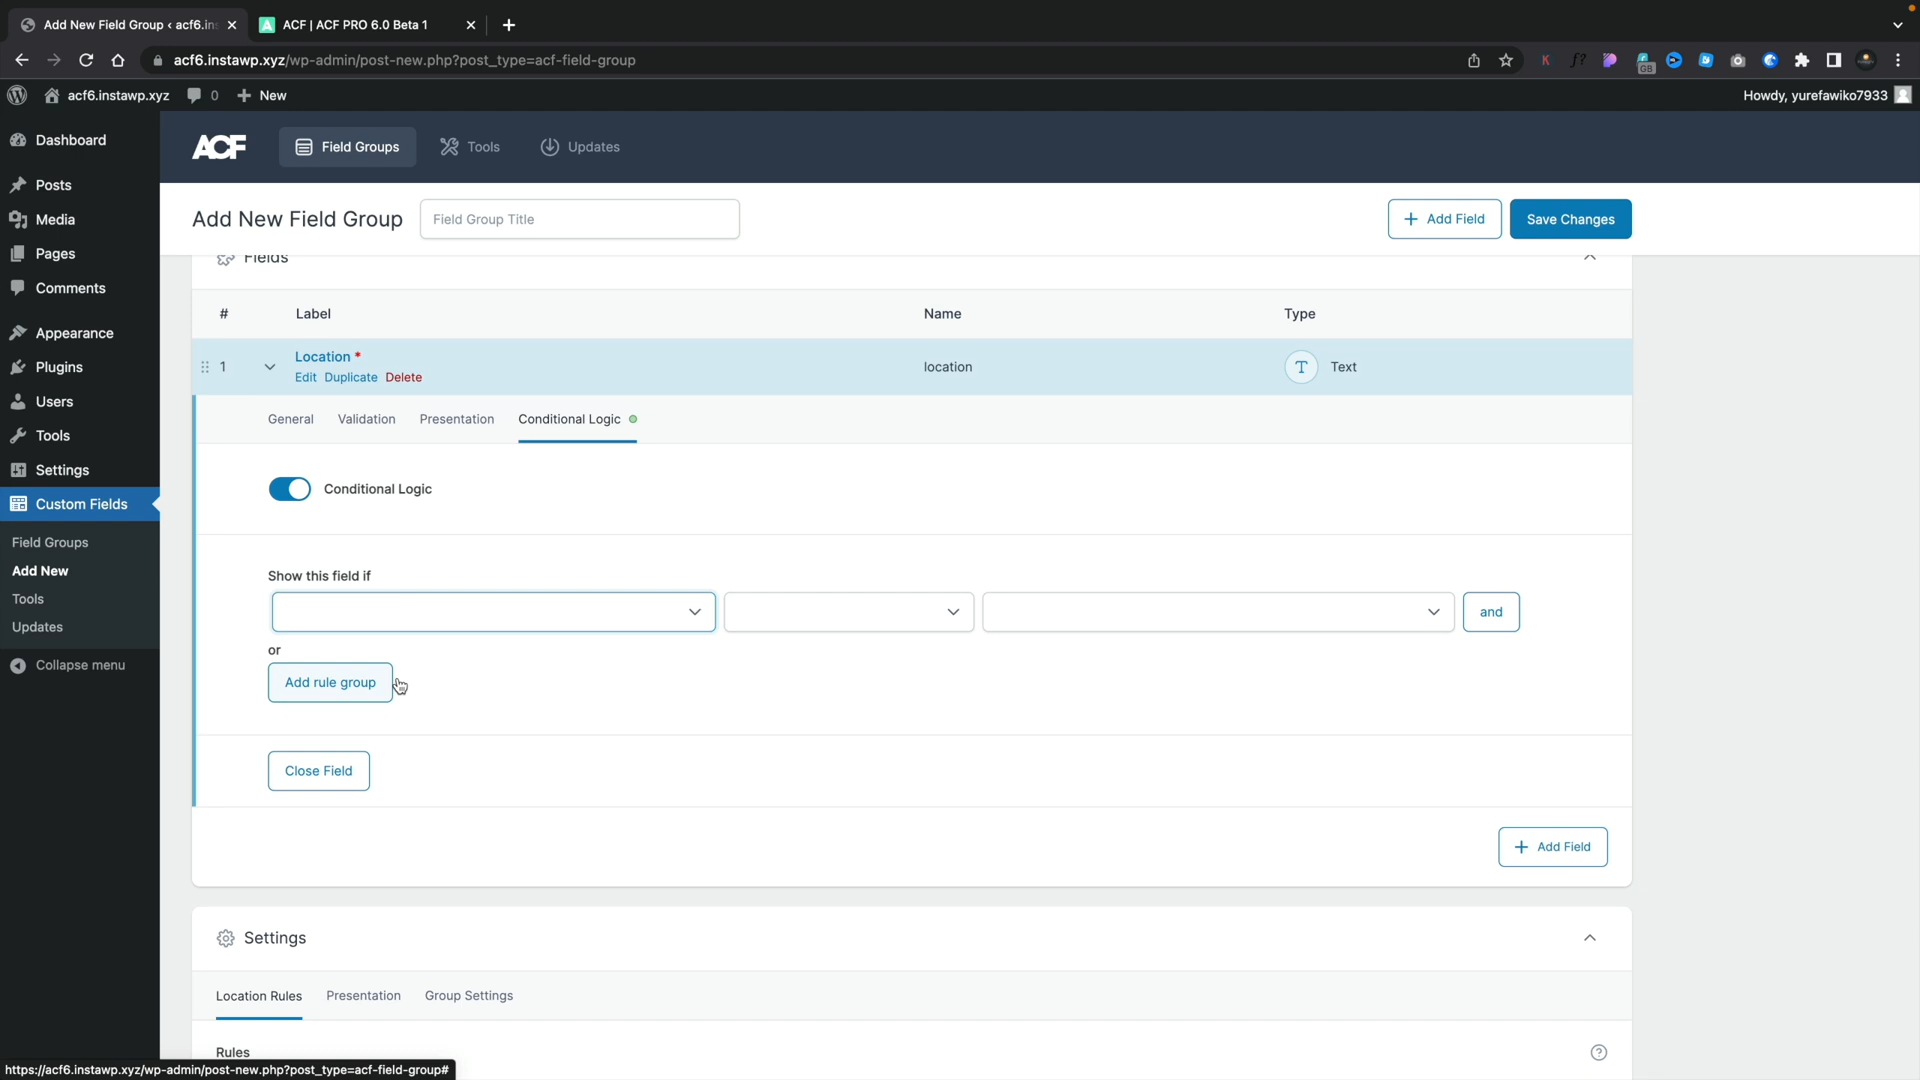 Add New Field Group ‹ acf6.in
ACF | ACF PRO 6.0 Beta 1
acf6.instawp.xyz/wp-admin/post-new.php?post_type=acf-field-group
K
f?
GB
acf6.instawp.xyz
0
New
Howdy, yurefawiko7933
Dashboard
Posts
Media
Pages
Comments
Appearance
Plugins
Users
Tools
Settings
Custom Fields
Field Groups
Add New
Tools
Updates
Collapse menu
ACF
Field Groups
Tools
Updates
Add New Field Group
Field Group Title
+ Add Field
Save Changes
Fields
# Label Name Type
1 Location * location T Text
Edit Duplicate Delete
General Validation Presentation Conditional Logic
Conditional Logic
Show this field if
and
or
Add rule group
Close Field
+ Add Field
Settings
Location Rules Presentation Group Settings
Rules
?
https://acf6.instawp.xyz/wp-admin/post-new.php?post_type=acf-field-group#